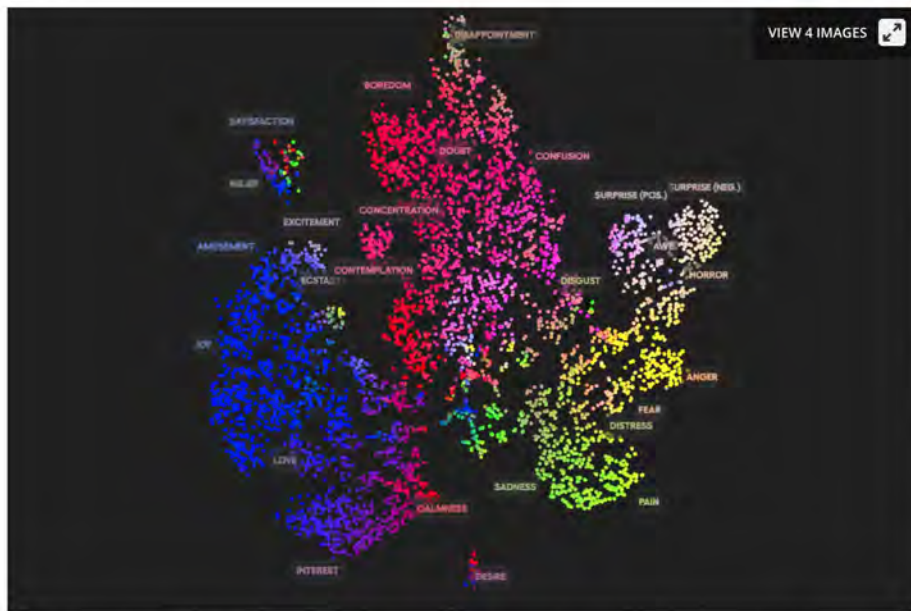 VIEW 4 IMAGES
DISAPPOINTMENT
BOREDOM
SATISFACTION
DOUBT
CONFUSION
RELIEF
SURPRISE (POS.)
SURPRISE (NEG.)
CONCENTRATION
EXCITEMENT
AMUSEMENT
AWE
CONTEMPLATION
HORROR
DISGUST
JOY
ANGER
FEAR
DISTRESS
LOVE
SADNESS
PAIN
CALMNESS
INTEREST
DESIRE